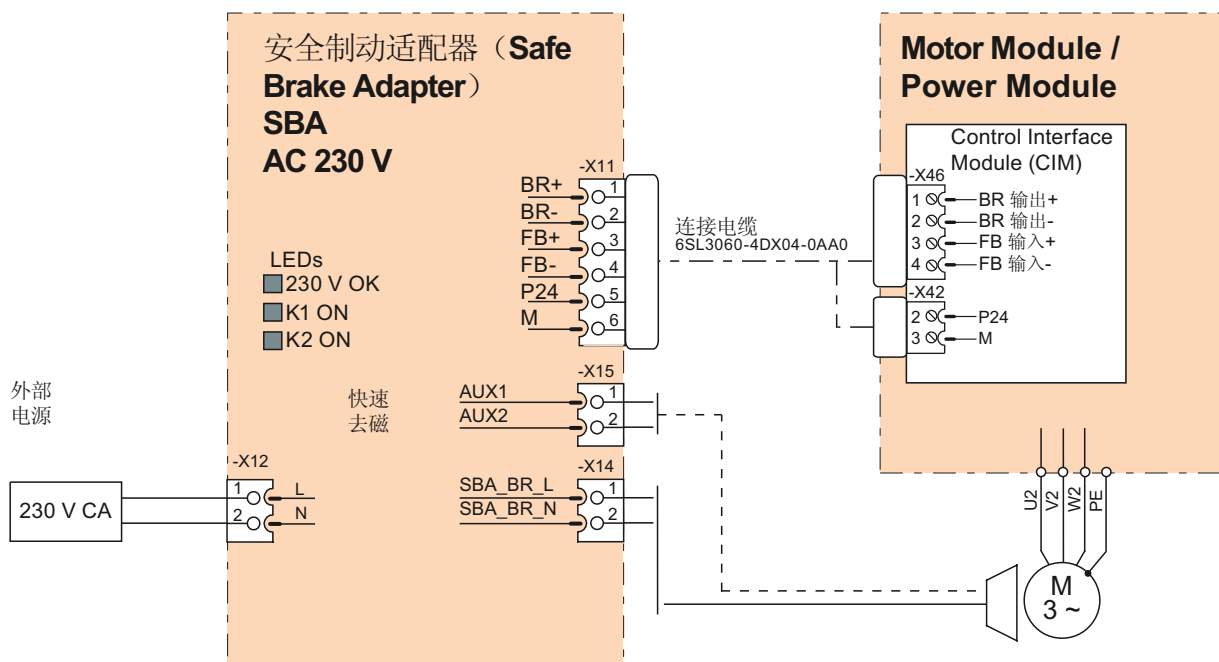 安全制动适配器（Safe
Brake Adapter）
SBA
AC 230 V
-X11
BR+
1
BR-
2
FB+
3
FB-
4
P24
5
M
6
LEDs
230 V OK
K1 ON
K2 ON
连接电缆
6SL3060-4DX04-0AA0
Motor Module /
Power Module
Control Interface
Module (CIM)
-X46
1 BR 输出+
2 BR 输出-
3 FB 输入+
4 FB 输入-
-X42
2 P24
3 M
外部
电源
快速
去磁
-X15
AUX1
1
AUX2
2
-X12
1 L
2 N
230 V CA
-X14
SBA_BR_L
1
SBA_BR_N
2
U2
V2
W2
PE
M
3 ~